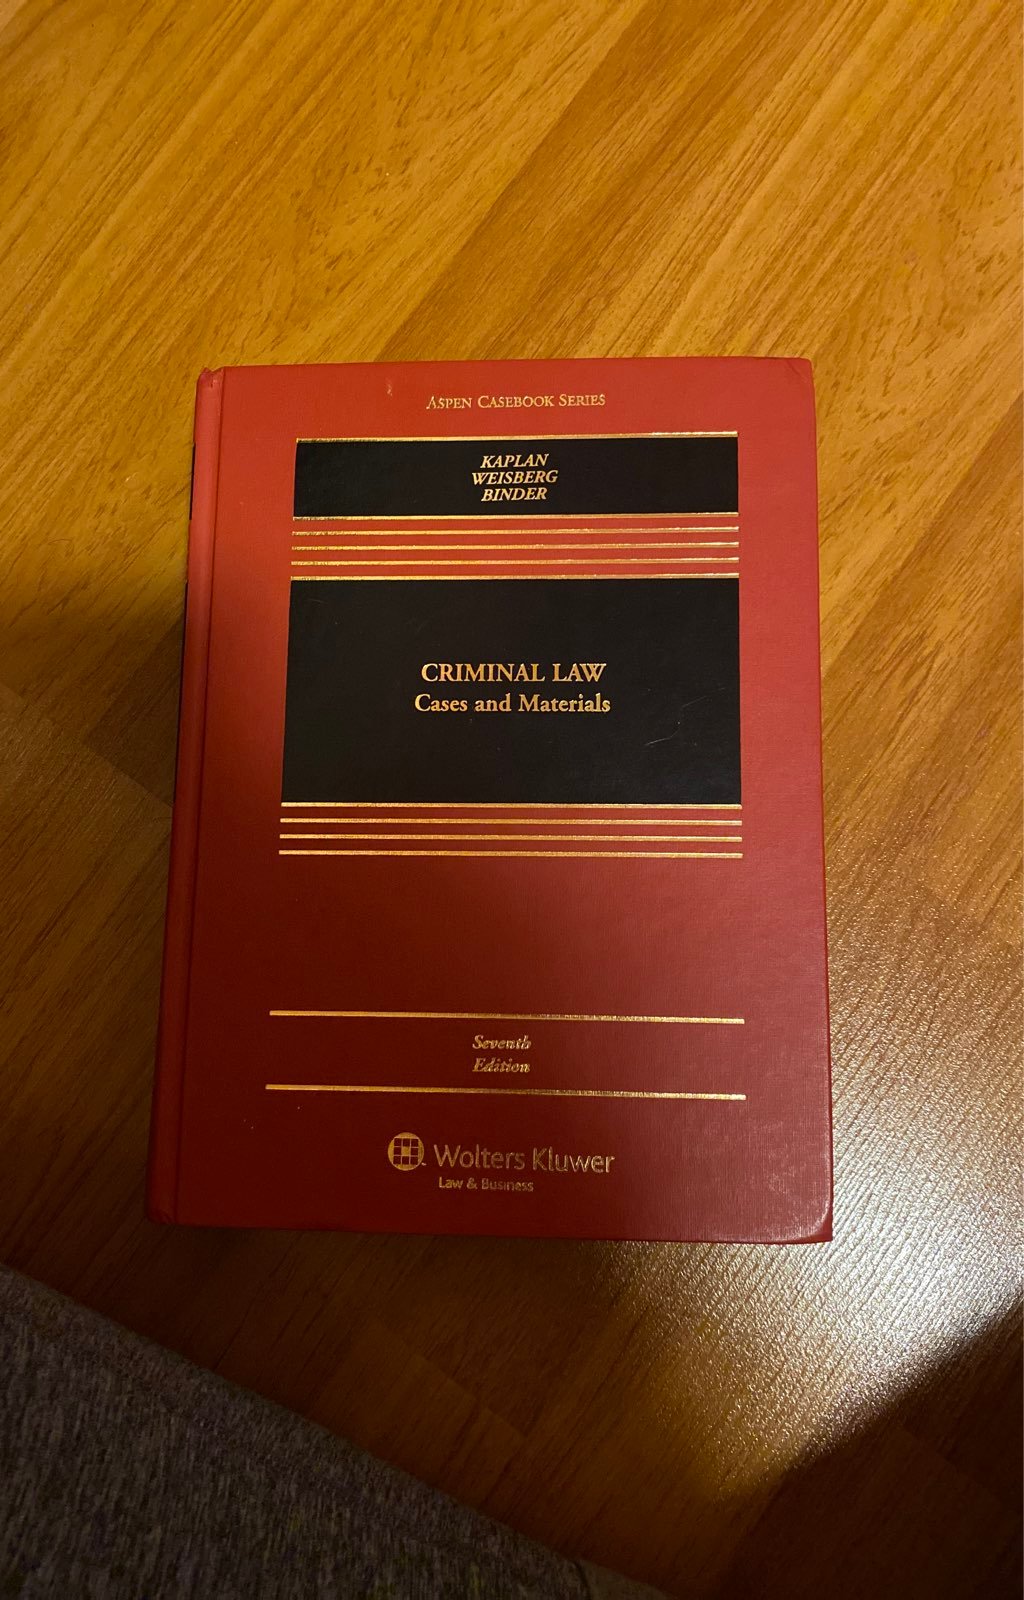 ASPEN CASEBOOK SERIES
KAPLAN
WEISBERG
BINDER
CRIMINAL LAW
Cases and Materials
Seventh
Edition
Wolters Kluwer
Law & Business